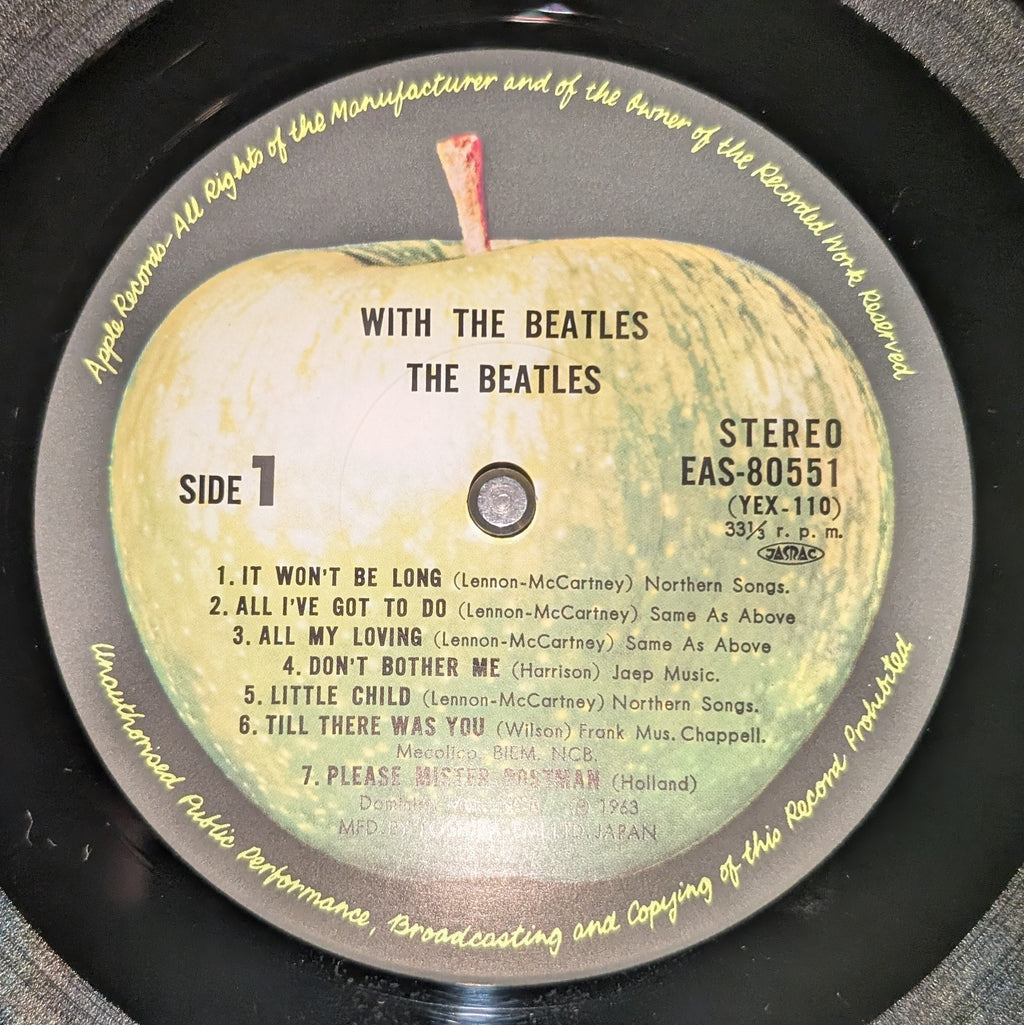 Apple Records-All Rights of the Manufacturer and of the Owner of the Recorded Work Reserved
WITH THE BEATLES
THE BEATLES
STEREO
EAS-80551
SIDE 1
(YEX-110)
33⅓ r. p. m.
JASRAC
1. IT WON'T BE LONG (Lennon-McCartney) Northern Songs.
2. ALL I'VE GOT TO DO (Lennon-McCartney) Same As Above
3. ALL MY LOVING (Lennon-McCartney) Same As Above
4. DON'T BOTHER ME (Harrison) Jaep Music.
5. LITTLE CHILD (Lennon-McCartney) Northern Songs.
6. TILL THERE WAS YOU (Wilson) Frank Mus. Chappell.
Mecolico, BIEM, NCB.
7. PLEASE MISTER POSTMAN (Holland)
℗ 1963
MFD. BY LTD. JAPAN
Unauthorised Public Performance, Broadcasting and Copying of this Record Prohibited